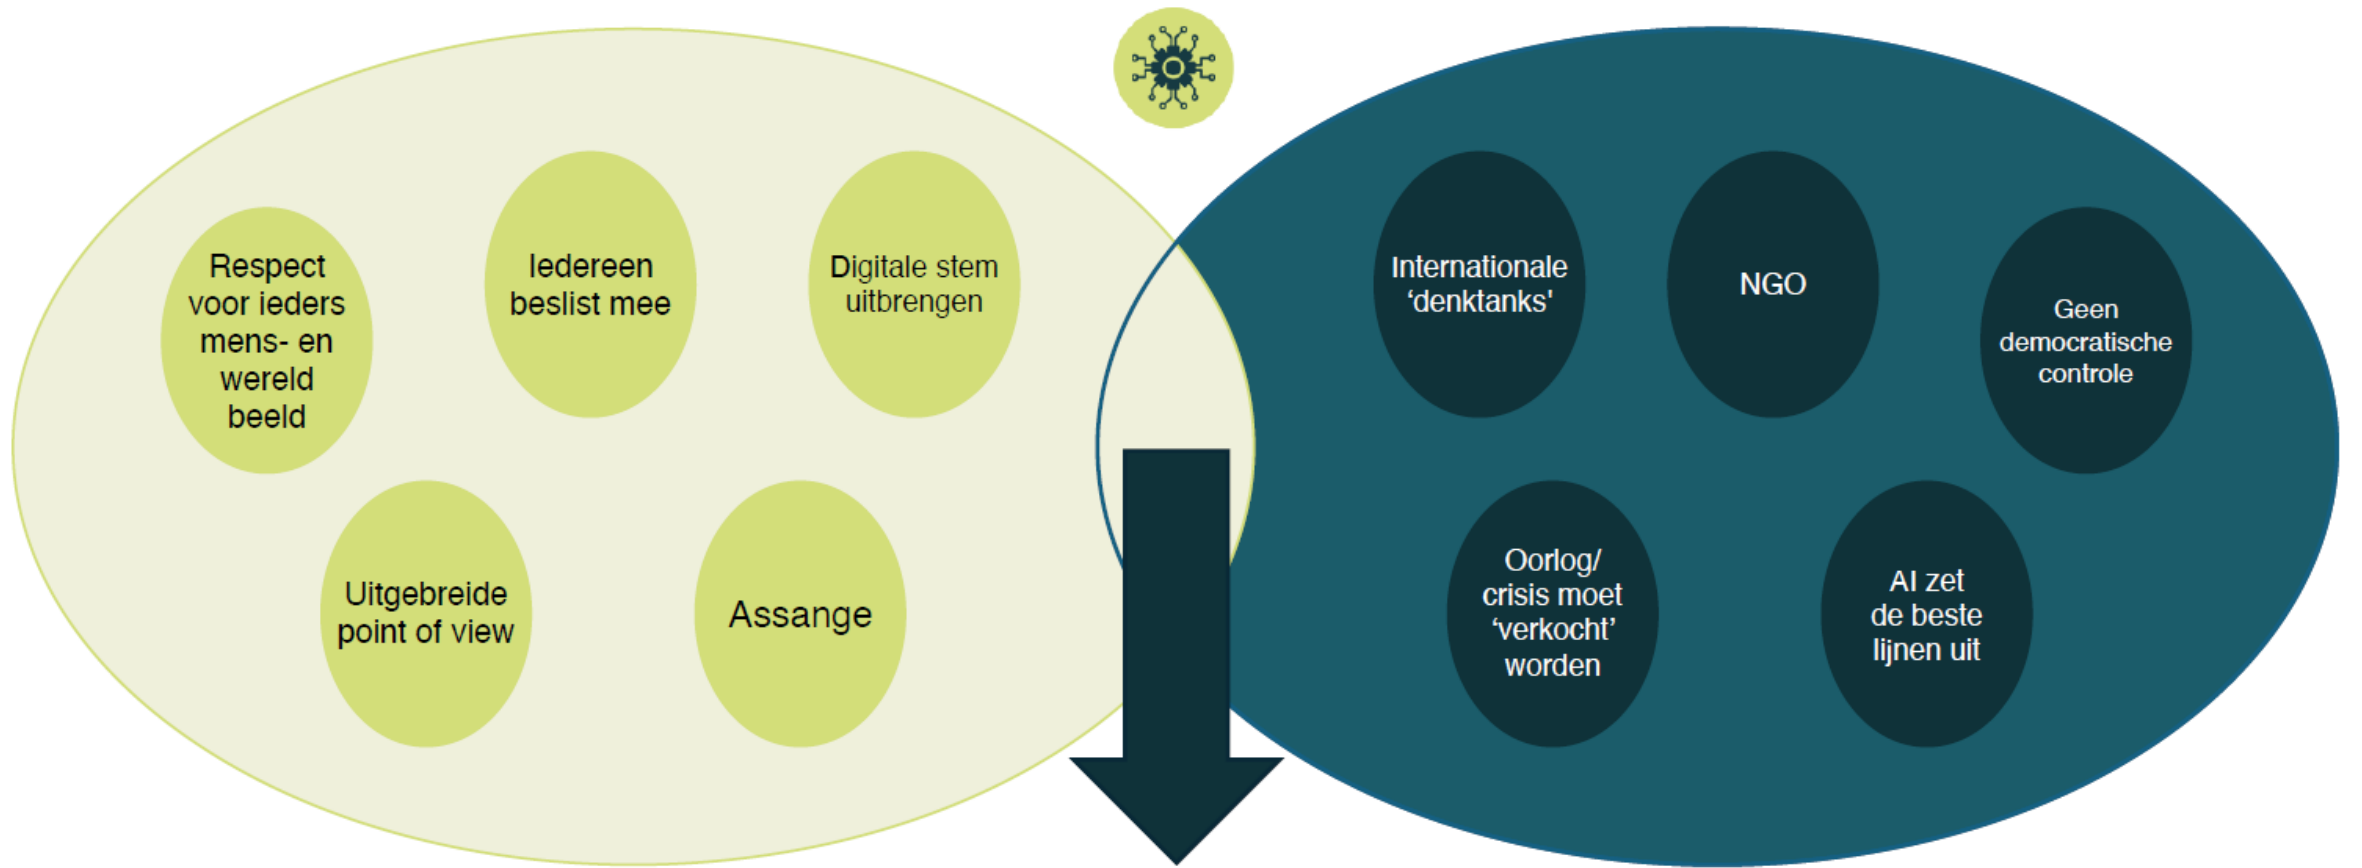 Respect
voor ieders
mens- en
wereld
beeld
Iedereen
beslist mee
Digitale stem
uitbrengen
Uitgebreide
point of view
Assange
Internationale
‘denktanks'
NGO
Geen
democratische
controle
Oorlog/
crisis moet
‘verkocht’
worden
AI zet
de beste
lijnen uit